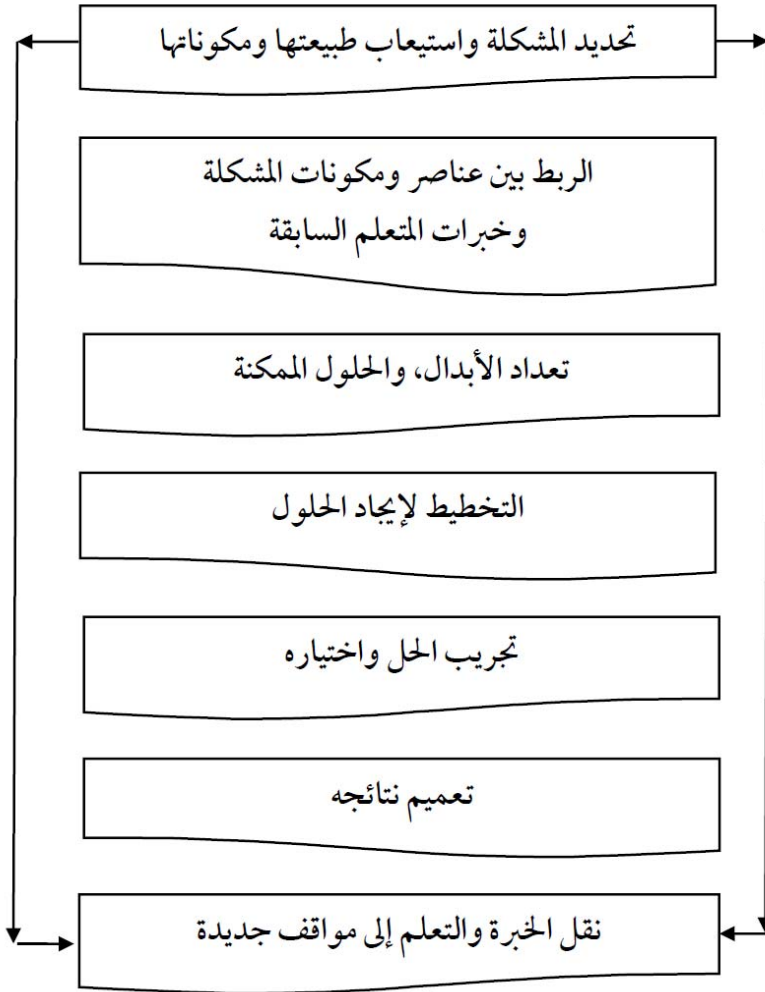 تحديد المشكلة واستيعاب طبيعتها ومكوناتها
الربط بين عناصر ومكونات المشكلة
وخبرات المتعلم السابقة
تعداد الأبدال، والحلول الممكنة
التخطيط لإيجاد الحلول
تجريب الحل واختياره
تعميم نتائجه
نقل الخبرة والتعلم إلى مواقف جديدة